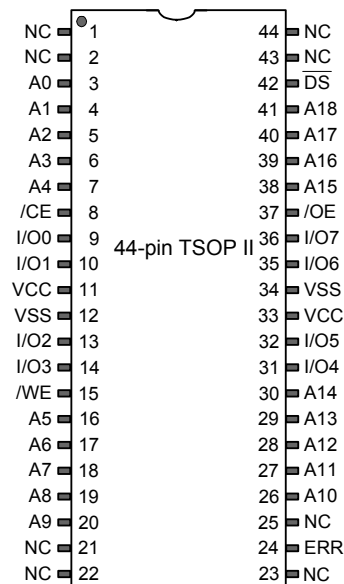 NC 1 44 NC
NC 2 43 NC
A0 3 42 D̅S̅
A1 4 41 A18
A2 5 40 A17
A3 6 39 A16
A4 7 38 A15
/CE 8 37 /OE
I/O0 9 44-pin TSOP II 36 I/O7
I/O1 10 35 I/O6
VCC 11 34 VSS
VSS 12 33 VCC
I/O2 13 32 I/O5
I/O3 14 31 I/O4
/WE 15 30 A14
A5 16 29 A13
A6 17 28 A12
A7 18 27 A11
A8 19 26 A10
A9 20 25 NC
NC 21 24 ERR
NC 22 23 NC